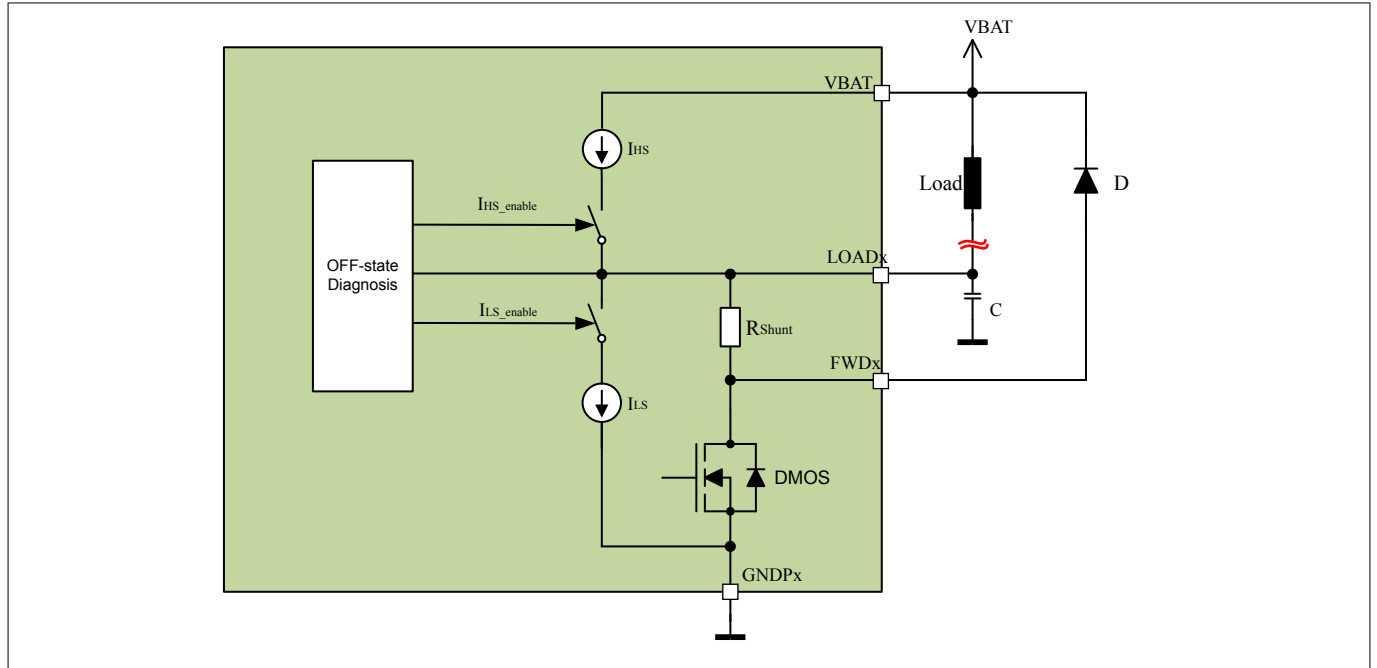 VBAT
VBAT
IHS
Load
D
IHS_enable
LOADx
OFF-state
Diagnosis
ILS_enable
C
RShunt
FWDx
ILS
DMOS
GNDPx